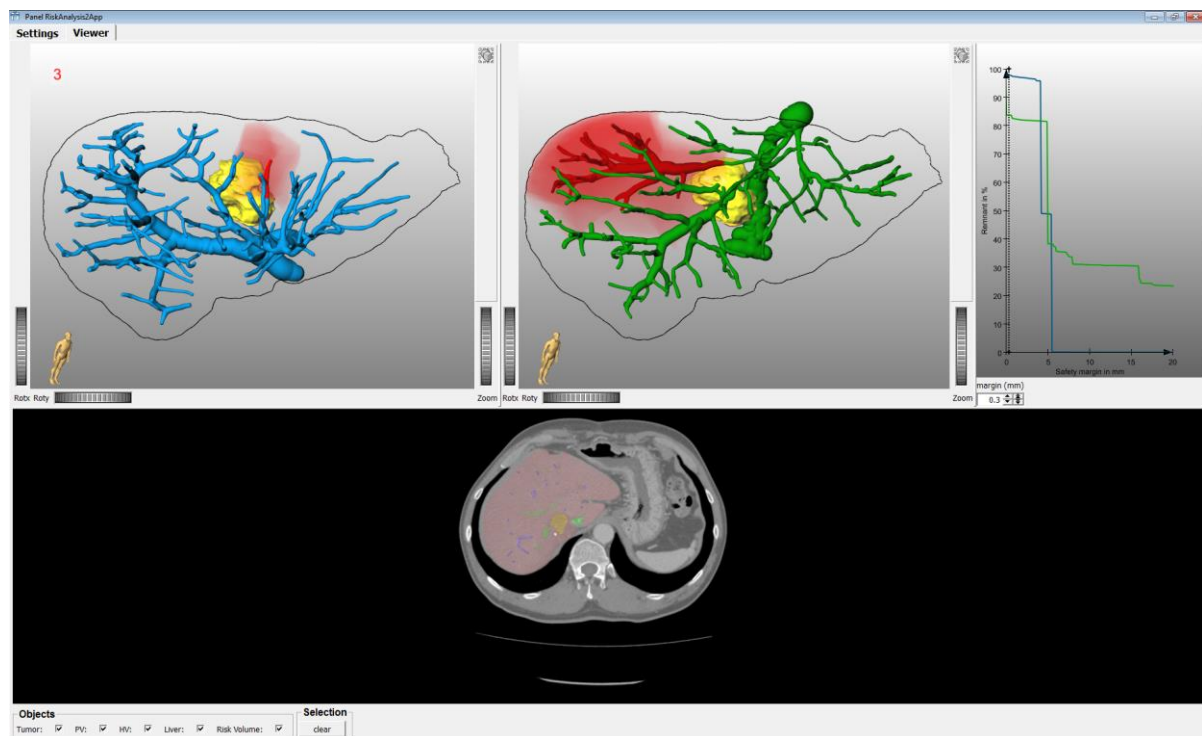 Panel RiskAnalysis2App
Settings Viewer
3
Rotx Roty Zoom
Rotx Roty Zoom
Remnant in %
100
90
80
70
60
50
40
30
20
10
0
0 5 10 15 20
Safety margin in mm
margin (mm)
0.3
Objects
Tumor: PV: HV: Liver: Risk Volume:
Selection
clear